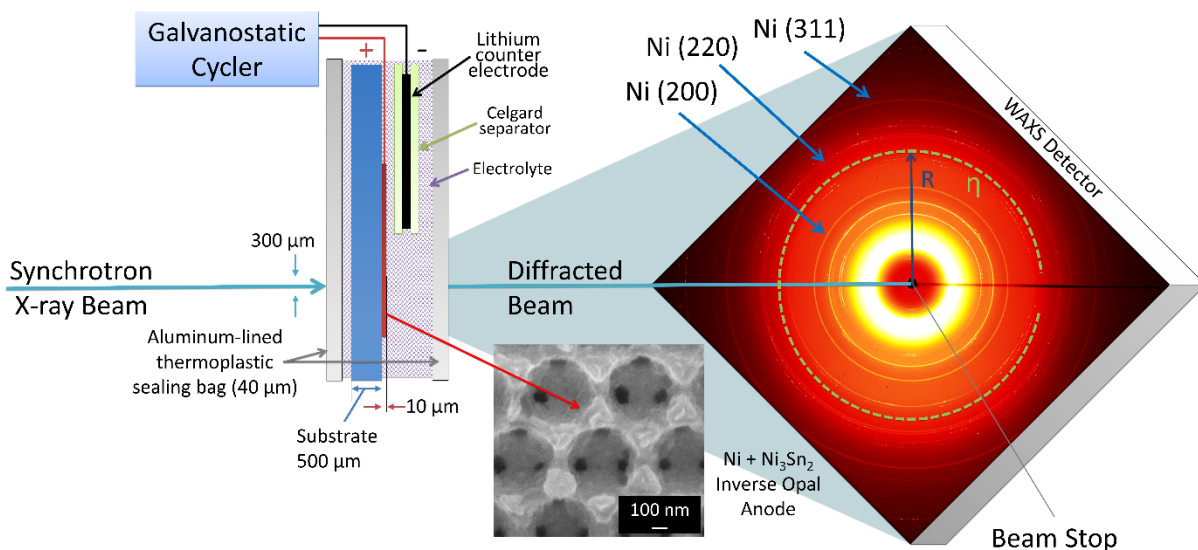 Galvanostatic
Cycler
+
-
Lithium
counter
electrode
Celgard
separator
Electrolyte
300 μm
Synchrotron
X-ray Beam
Aluminum-lined
thermoplastic
sealing bag (40 μm)
10 μm
Substrate
500 μm
Diffracted
Beam
100 nm
Ni + Ni₃Sn₂
Inverse Opal
Anode
Ni (311)
Ni (220)
Ni (200)
R
η
WAXS Detector
Beam Stop